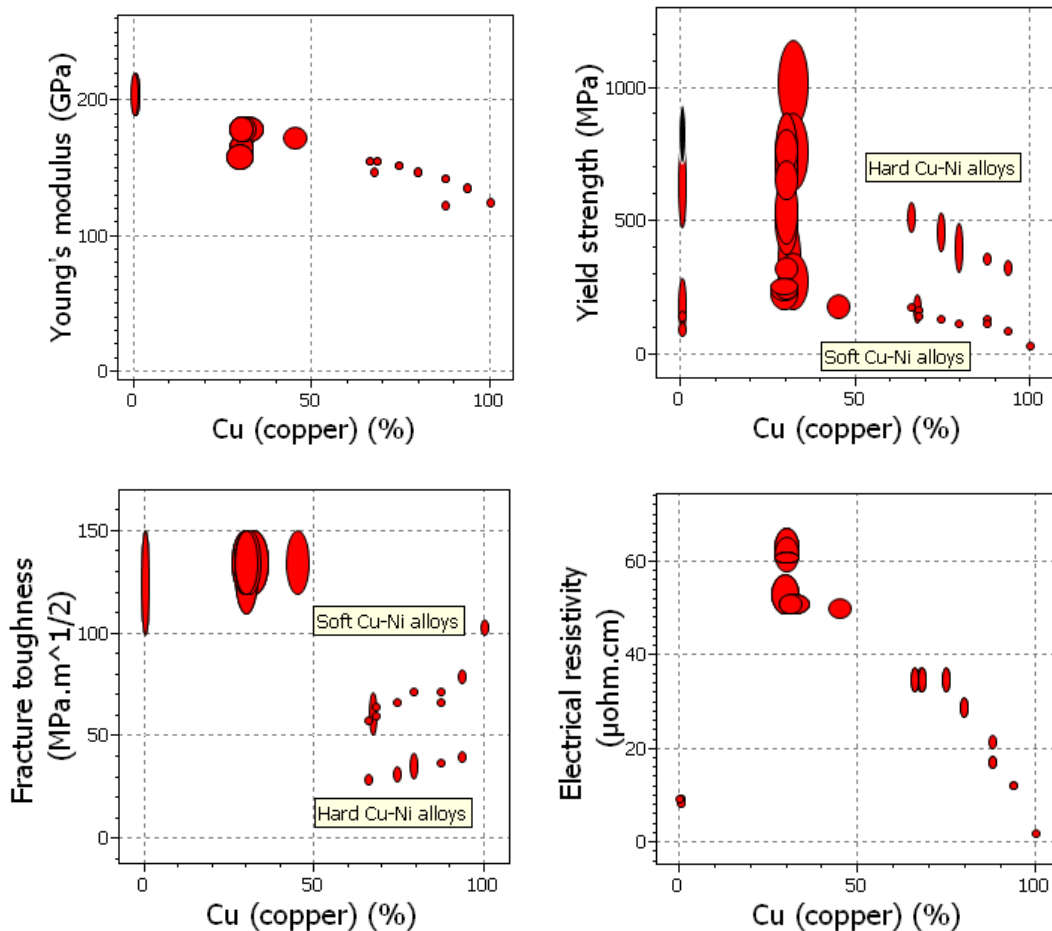 Young's modulus (GPa)
200
100
0
0
50
100
Cu (copper) (%)
Yield strength (MPa)
1000
500
0
Hard Cu-Ni alloys
Soft Cu-Ni alloys
0
50
100
Cu (copper) (%)
Fracture toughness
(MPa.m^1/2)
150
100
50
0
Soft Cu-Ni alloys
Hard Cu-Ni alloys
0
50
100
Cu (copper) (%)
Electrical resistivity
(µohm.cm)
60
40
20
0
0
50
100
Cu (copper) (%)